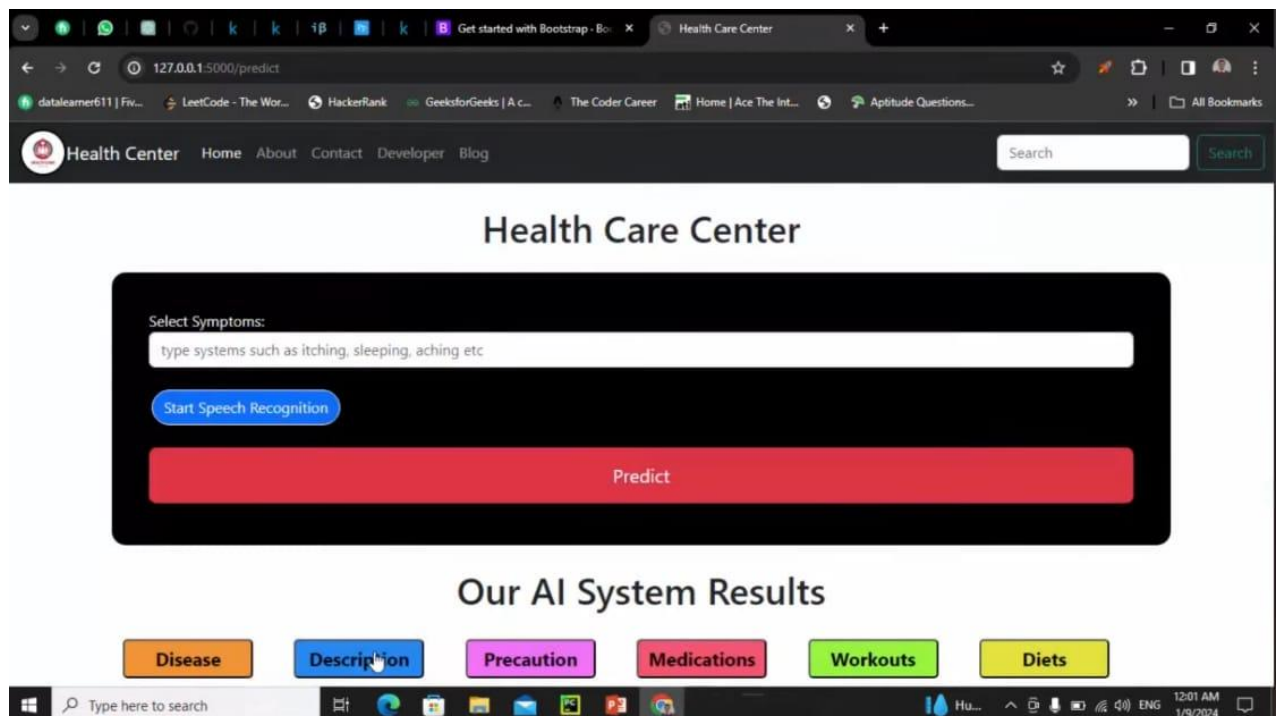 k k iβ k B Get started with Bootstrap - Bo Health Care Center
127.0.0.1:5000/predict
datalearner611 | Fiv... LeetCode - The Wor... HackerRank GeeksforGeeks | A c... The Coder Career Home | Ace The Int... Aptitude Questions... » All Bookmarks
Health Center Home About Contact Developer Blog Search Search
Health Care Center
Select Symptoms:
type systems such as itching, sleeping, aching etc
Start Speech Recognition
Predict
Our AI System Results
Disease Description Precaution Medications Workouts Diets
Type here to search Hu... ENG 12:01 AM
1/9/2024